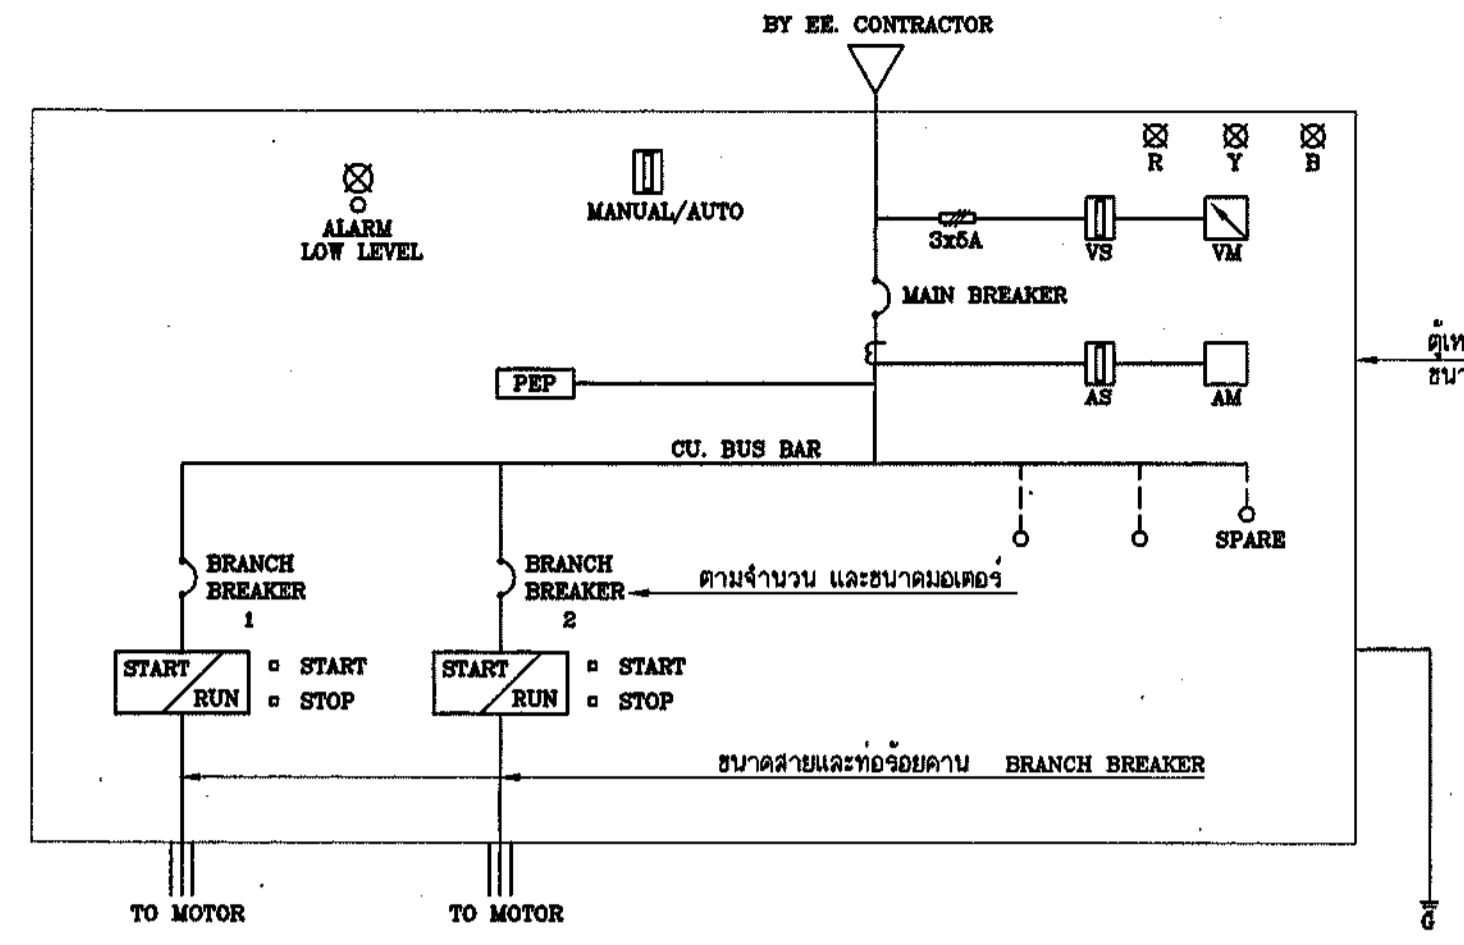 BY EE. CONTRACTOR
R Y B
MANUAL/AUTO
ALARM
LOW LEVEL
3x5A
VS
VM
MAIN BREAKER
PEP
AS
AM
CU. BUS BAR
SPARE
BRANCH
BREAKER
1
BRANCH
BREAKER
2
ตามจำนวน และขนาดมอเตอร์
START
RUN
START
STOP
START
RUN
START
STOP
ขนาดสายและท่อร้อยตาม BRANCH BREAKER
TO MOTOR
TO MOTOR
G